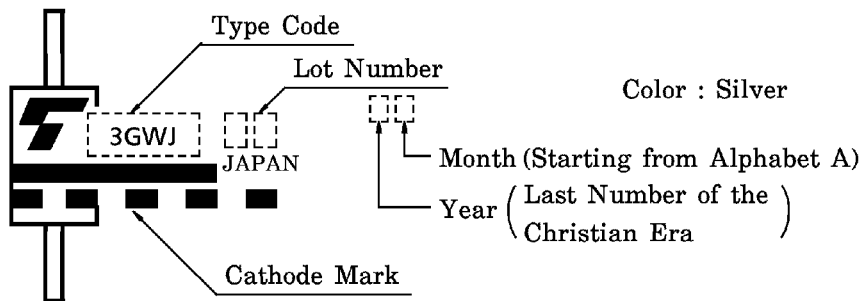 Type Code
Lot Number
Color : Silver
3GWJ
JAPAN
Month (Starting from Alphabet A)
Year (Last Number of the
Christian Era)
Cathode Mark